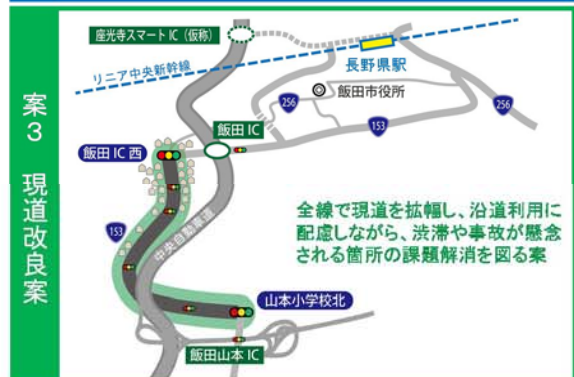 案3 現道改良案
座光寺スマートIC（仮称）
リニア中央新幹線
長野県駅
飯田市役所
256
256
153
飯田IC
飯田IC西
153
中央自動車道
全線で現道を拡幅し、沿道利用に
配慮しながら、渋滞や事故が懸念
される箇所の課題解消を図る案
山本小学校北
飯田山本IC